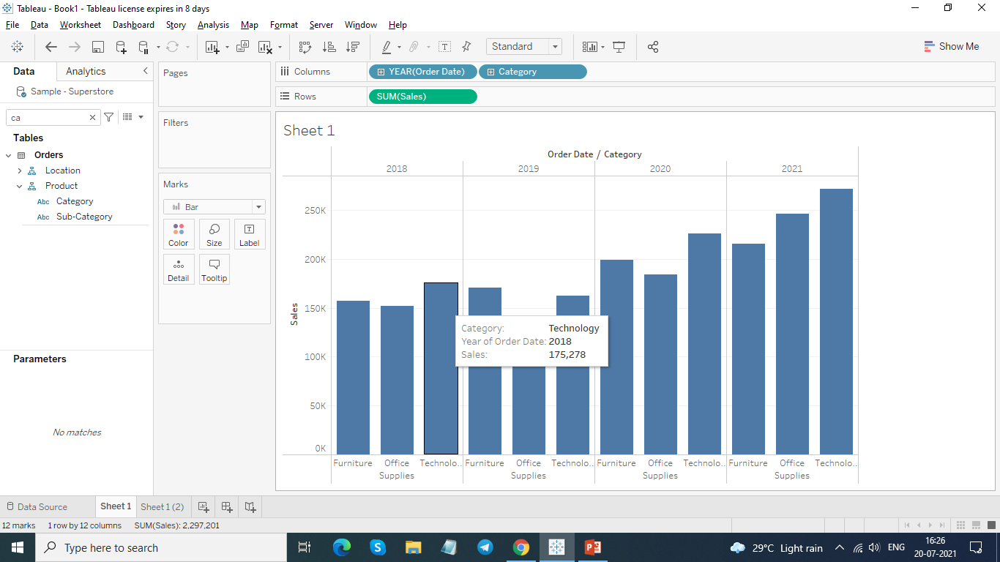 Tableau - Book1 - Tableau license expires in 8 days
File Data Worksheet Dashboard Story Analysis Map Format Server Window Help
Standard
Show Me
Data Analytics
Sample - Superstore
ca
Tables
Orders
Location
Product
Abc Category
Abc Sub-Category
Parameters
No matches
Pages
Filters
Marks
Bar
Color Size Label
Detail Tooltip
Columns YEAR(Order Date) Category
Rows SUM(Sales)
Sheet 1
Order Date / Category
2018 2019 2020 2021
Sales
250K
200K
150K
100K
50K
0K
Category: Technology
Year of Order Date: 2018
Sales: 175,278
Furniture Office Technolo.. Furniture Office Technolo.. Furniture Office Technolo.. Furniture Office Technolo..
Supplies Supplies Supplies Supplies
Data Source Sheet 1 Sheet 1 (2)
12 marks 1 row by 12 columns SUM(Sales): 2,297,201
Type here to search
29°C Light rain
ENG
16:26
20-07-2021